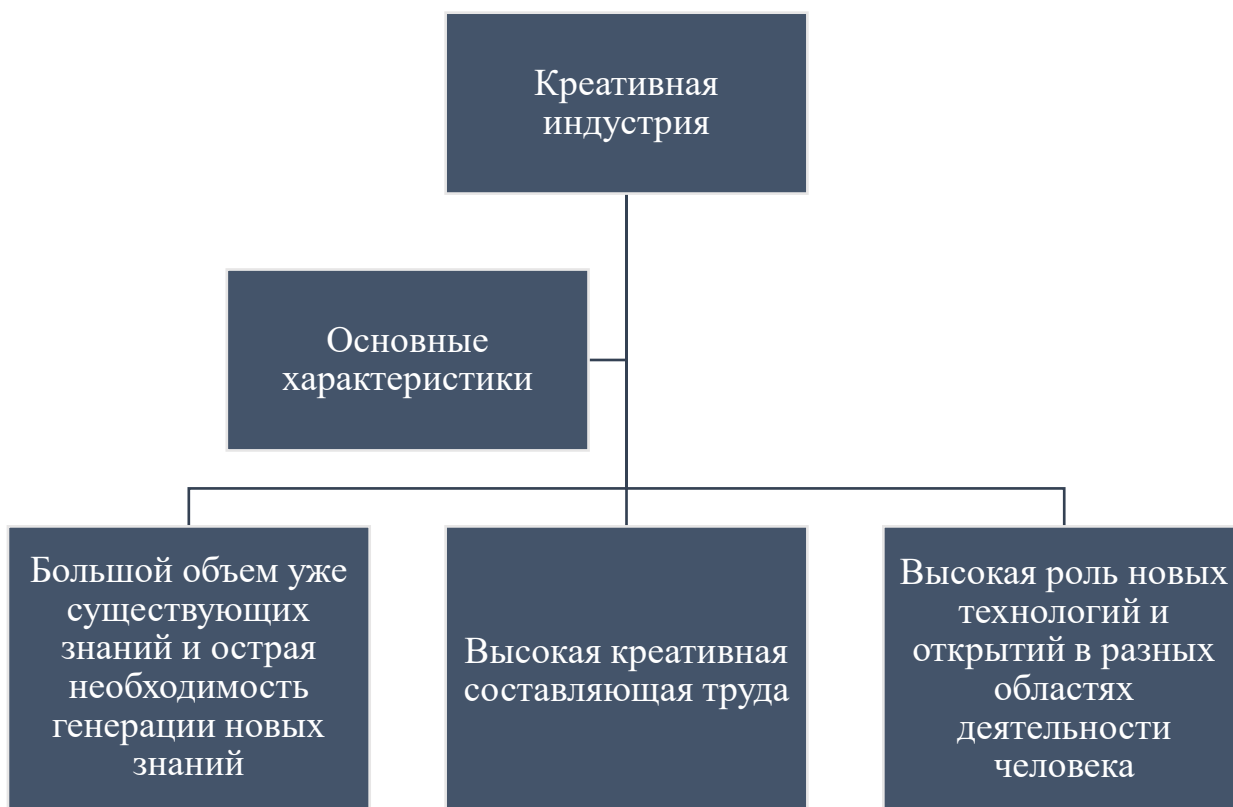 Креативная
индустрия
Основные
характеристики
Большой объем уже
существующих
знаний и острая
необходимость
генерации новых
знаний
Высокая креативная
составляющая труда
Высокая роль новых
технологий и
открытий в разных
областях
деятельности
человека